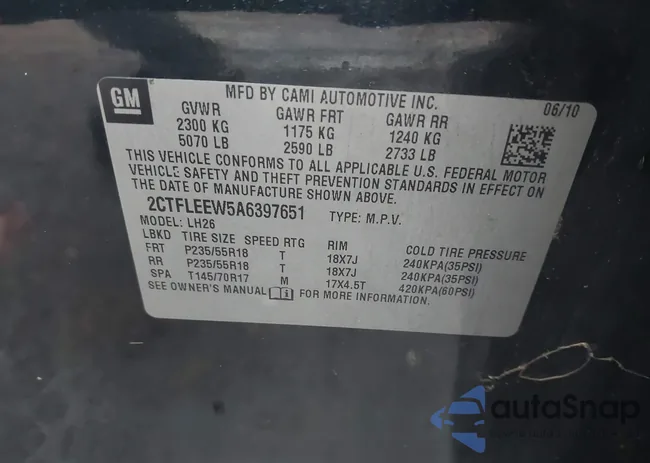 GM
MFD BY CAMI AUTOMOTIVE INC.
GVWR GAWR FRT GAWR RR 06/10
2300 KG 1175 KG 1240 KG
5070 LB 2590 LB 2733 LB
THIS VEHICLE CONFORMS TO ALL APPLICABLE U.S. FEDERAL MOTOR
VEHICLE SAFETY AND THEFT PREVENTION STANDARDS IN EFFECT ON
THE DATE OF MANUFACTURE SHOWN ABOVE.
2CTFLEEW5A6397651 TYPE: M.P.V.
MODEL: LH26
LBKD TIRE SIZE SPEED RTG RIM COLD TIRE PRESSURE
FRT P235/55R18 T 18X7J 240KPA(35PSI)
RR P235/55R18 T 18X7J 240KPA(35PSI)
SPA T145/70R17 M 17X4.5T 420KPA(60PSI)
SEE OWNER'S MANUAL i FOR MORE INFORMATION.
autoSnap